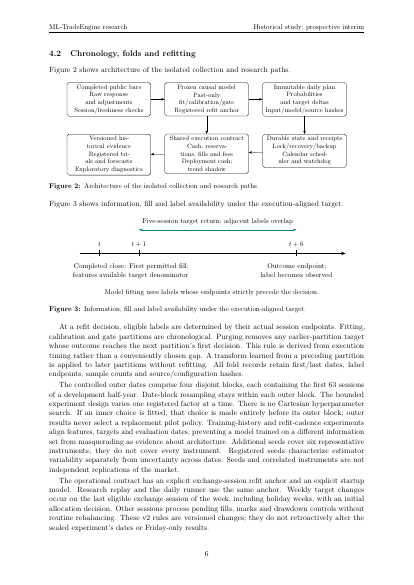 ML-TradeEngine research Historical study; prospective interim
4.2 Chronology, folds and refitting
Figure 2 shows architecture of the isolated collection and research paths.
Completed public bars
Raw response
and adjustments
Session/freshness checks
Frozen causal model
Past-only
fit/calibration/gate
Registered refit anchor
Immutable daily plan
Probabilities
and target deltas
Input/model/source hashes
Versioned his-
torical evidence
Registered tri-
als and forecasts
Exploratory diagnostics
Shared execution contract
Cash, reserva-
tions, fills and fees
Deployment cash;
trend shadow
Durable state and receipts
Lock/recovery/backup
Calendar sched-
uler and watchdog
Figure 2: Architecture of the isolated collection and research paths.
Figure 3 shows information, fill and label availability under the execution-aligned target.
Five-session target return; adjacent labels overlap
t t + 1 t + 6
Completed close, First permitted fill;
features available target denominator
Outcome endpoint;
label becomes observed
Model fitting uses labels whose endpoints strictly precede the decision.
Figure 3: Information, fill and label availability under the execution-aligned target.
At a refit decision, eligible labels are determined by their actual session endpoints. Fitting,
calibration and gate partitions are chronological. Purging removes any earlier-partition target
whose outcome reaches the next partition's first decision. This rule is derived from execution
timing rather than a conveniently chosen gap. A transform learned from a preceding partition
is applied to later partitions without refitting. All fold records retain first/last dates, label
endpoints, sample counts and source/configuration hashes.
The controlled outer dates comprise four disjoint blocks, each containing the first 63 sessions
of a development half-year. Date-block resampling stays within each outer block. The bounded
experiment design varies one registered factor at a time. There is no Cartesian hyperparameter
search. If an inner choice is fitted, that choice is made entirely before its outer block; outer
results never select a replacement pilot policy. Training-history and refit-cadence experiments
align features, targets and evaluation dates, preventing a model trained on a different information
set from masquerading as evidence about architecture. Additional seeds cover six representative
instruments; they do not cover every instrument. Registered seeds characterize estimator
variability separately from uncertainty across dates. Seeds and correlated instruments are not
independent replications of the market.
The operational contract has an explicit exchange-session refit anchor and an explicit startup
model. Research replay and the daily runner use the same anchor. Weekly target changes
occur on the last eligible exchange session of the week, including holiday weeks, with an initial
allocation decision. Other sessions process pending fills, marks and drawdown controls without
routine rebalancing. These v2 rules are versioned changes; they do not retroactively alter the
sealed experiment's dates or Friday-only results.
6